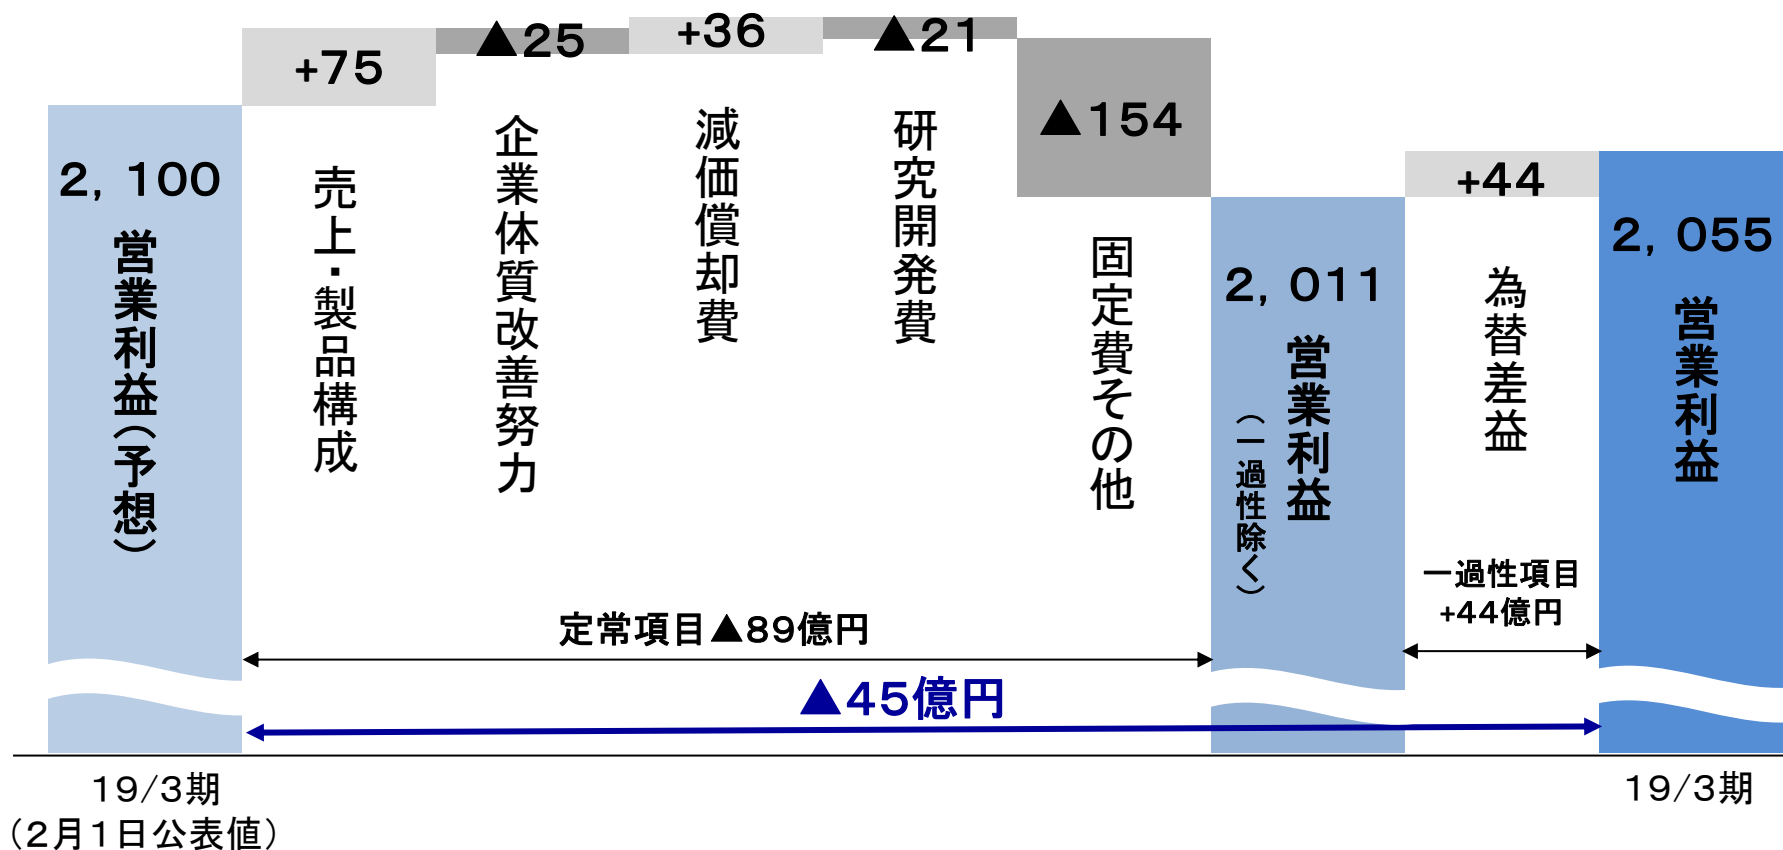 2,100
営業利益(予想)
+75
売上・製品構成
▲25
企業体質改善努力
+36
減価償却費
▲21
研究開発費
▲154
固定費その他
2,011
営業利益
(一過性除く)
+44
為替差益
2,055
営業利益
一過性項目
+44億円
定常項目▲89億円
▲45億円
19/3期
(2月1日公表値)
19/3期